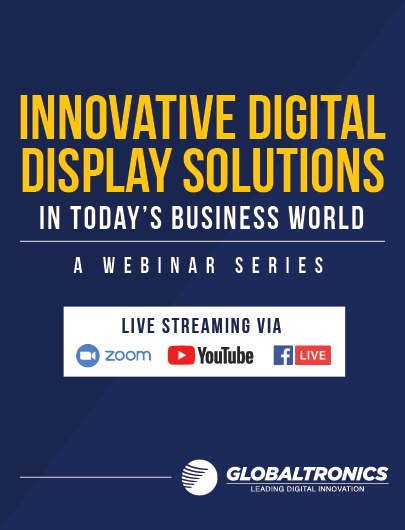 INNOVATIVE DIGITAL
DISPLAY SOLUTIONS
IN TODAY'S BUSINESS WORLD
A WEBINAR SERIES
LIVE STREAMING VIA
zoom YouTube f LIVE
GLOBALTRONICS
LEADING DIGITAL INNOVATION